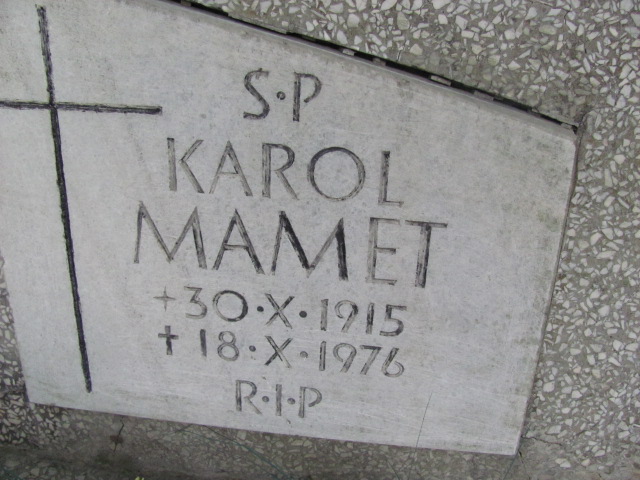 S·P
KAROL
MAMET
+30·X·1915
†18·X·1976
R·I·P